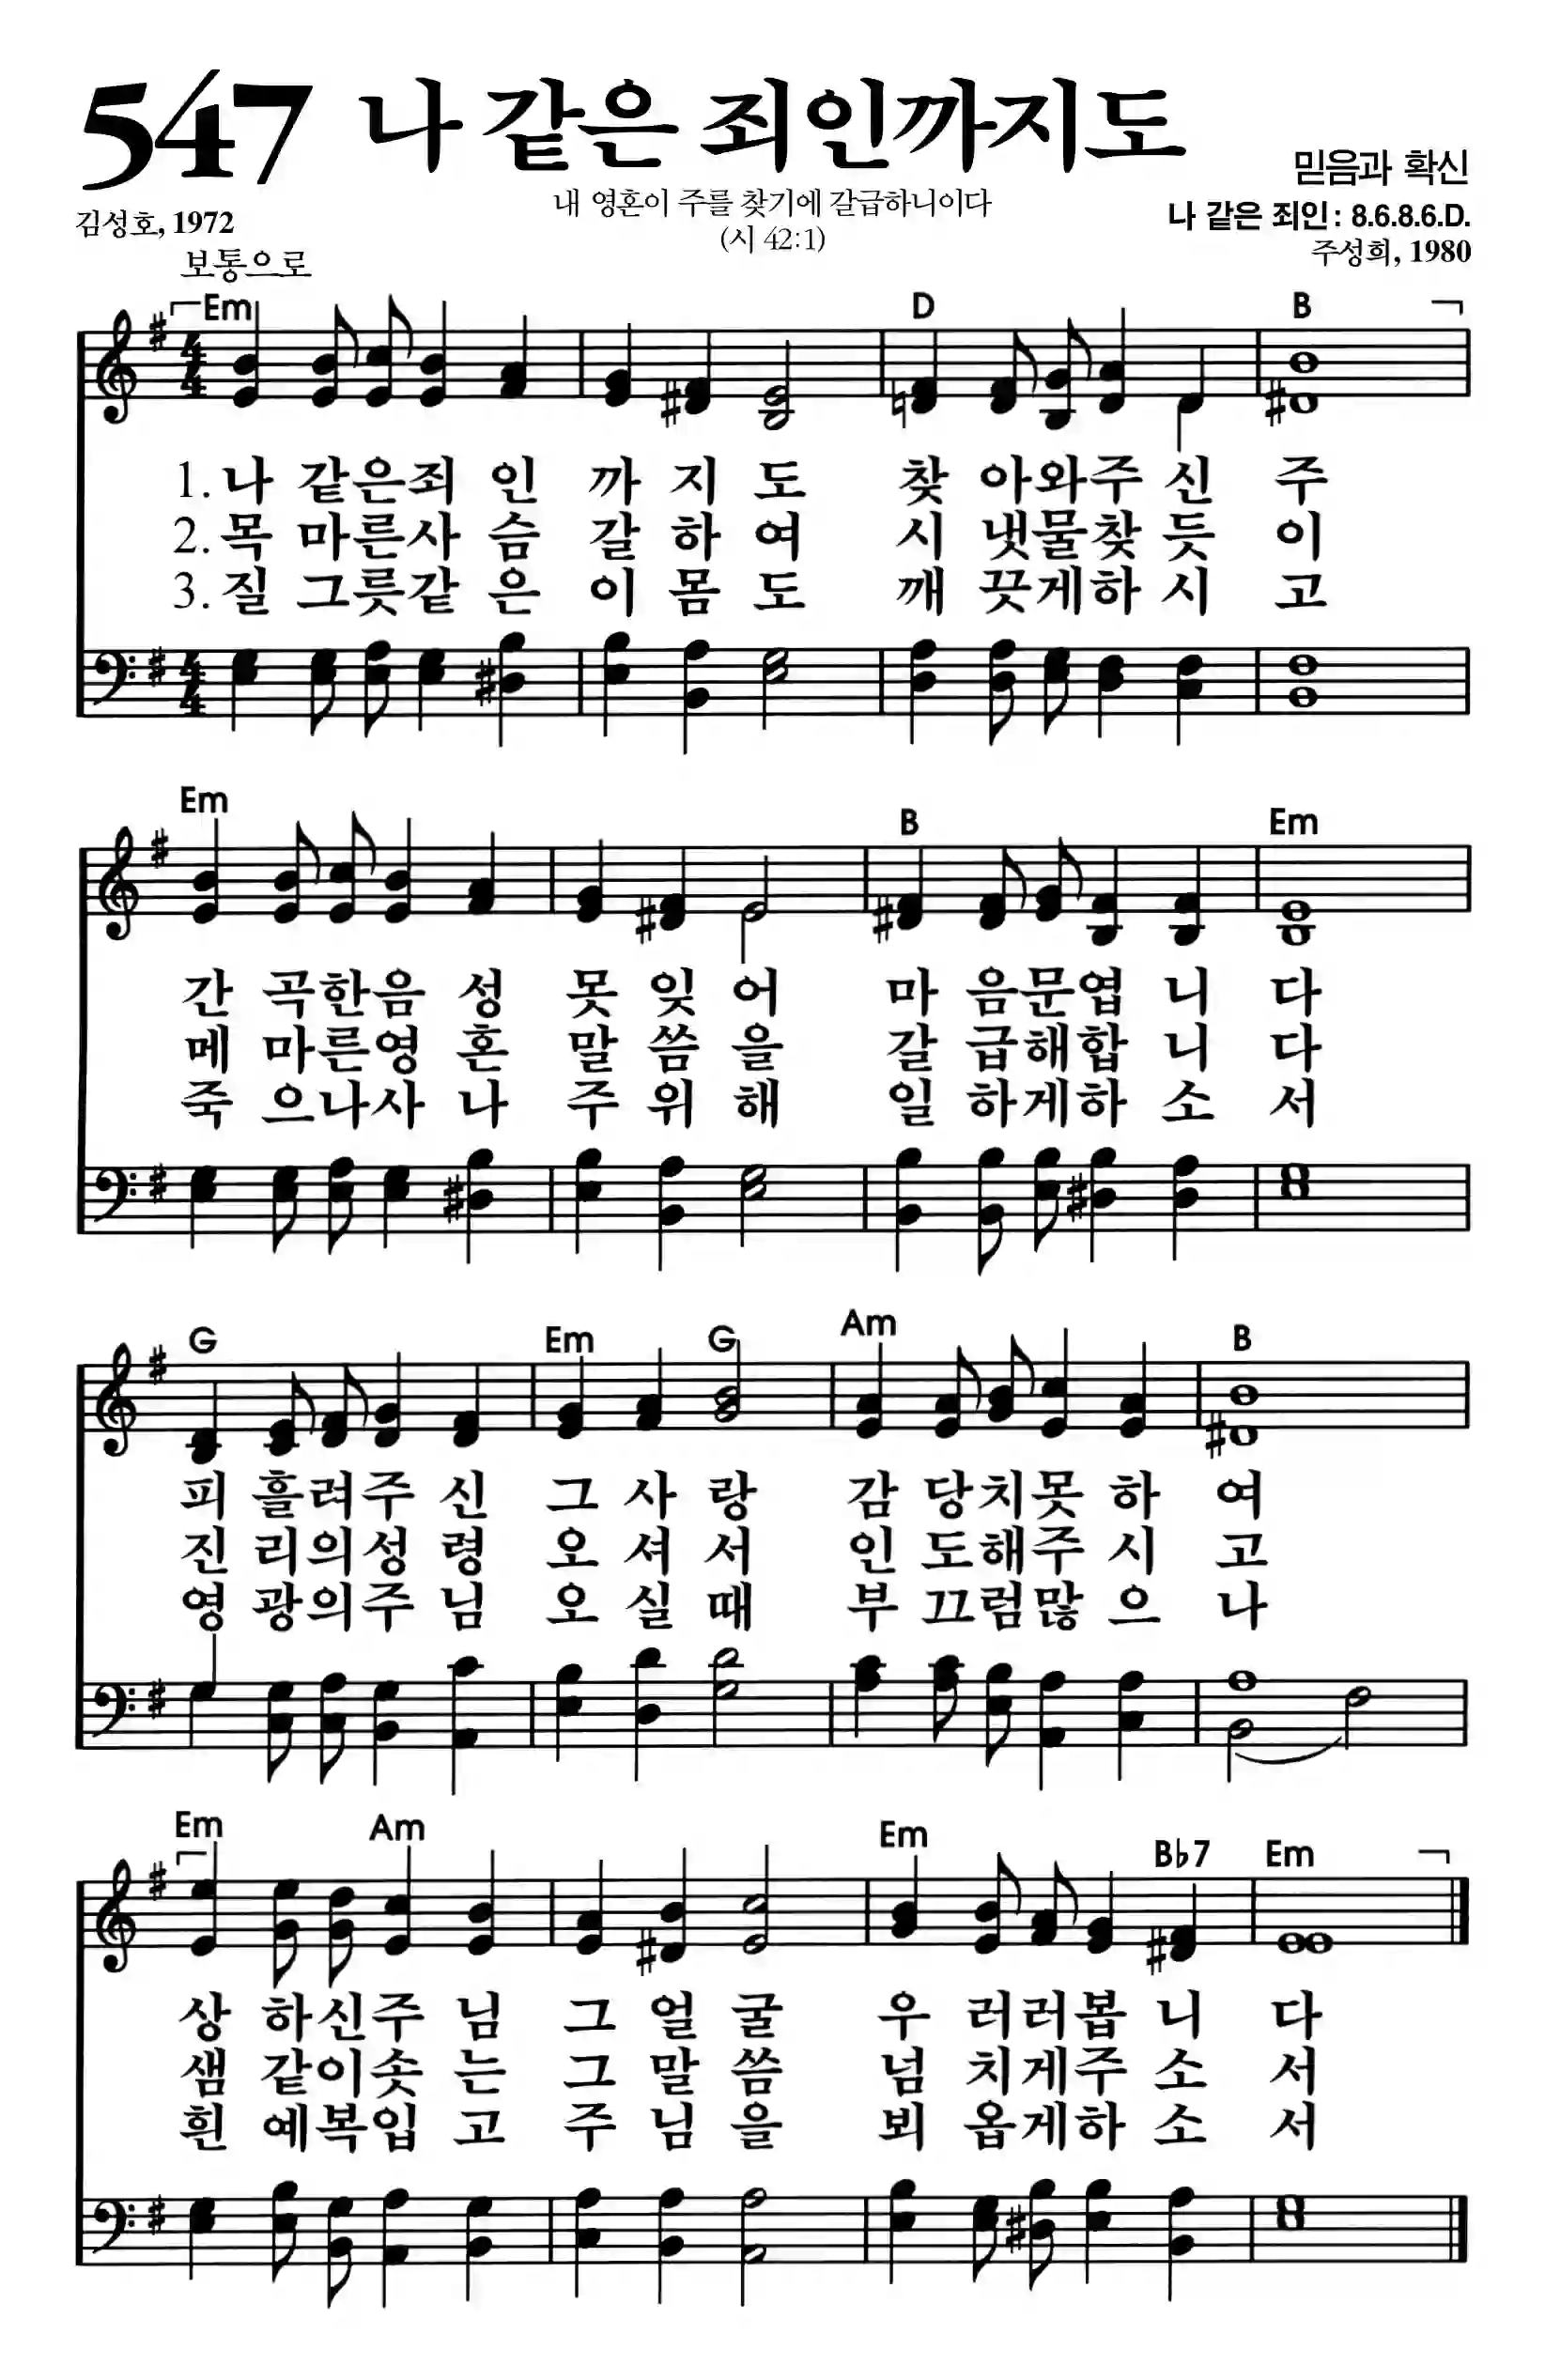 547 나 같은 죄인까지도
믿음과 확신
내 영혼이 주를 찾기에 갈급하니이다
(시 42:1)
김성호, 1972
나 같은 죄인: 8.6.8.6.D.
주성희, 1980
보통으로
Em D B
1. 나 같은죄 인 까 지 도 찾 아와주 신 주
2. 목 마른사 슴 갈 하 여 시 냇물찾 듯 이
3. 질 그릇같 은 이 몸 도 깨 끗게하 시 고
Em B Em
간 곡한음 성 못 잊 어 마 음문엽 니 다
메 마른영 혼 말 씀 을 갈 급해합 니 다
죽 으나사 나 주 위 해 일 하게하 소 서
G Em G Am B
피 흘려주 신 그 사 랑 감 당치못 하 여
진 리의성 령 오 셔 서 인 도해주 시 고
영 광의주 님 오 실 때 부 끄럼많 으 나
Em Am Em B♭7 Em
상 하신주 님 그 얼 굴 우 러러봅 니 다
샘 같이솟 는 그 말 씀 넘 치게주 소 서
흰 예복입 고 주 님 을 뵈 옵게하 소 서